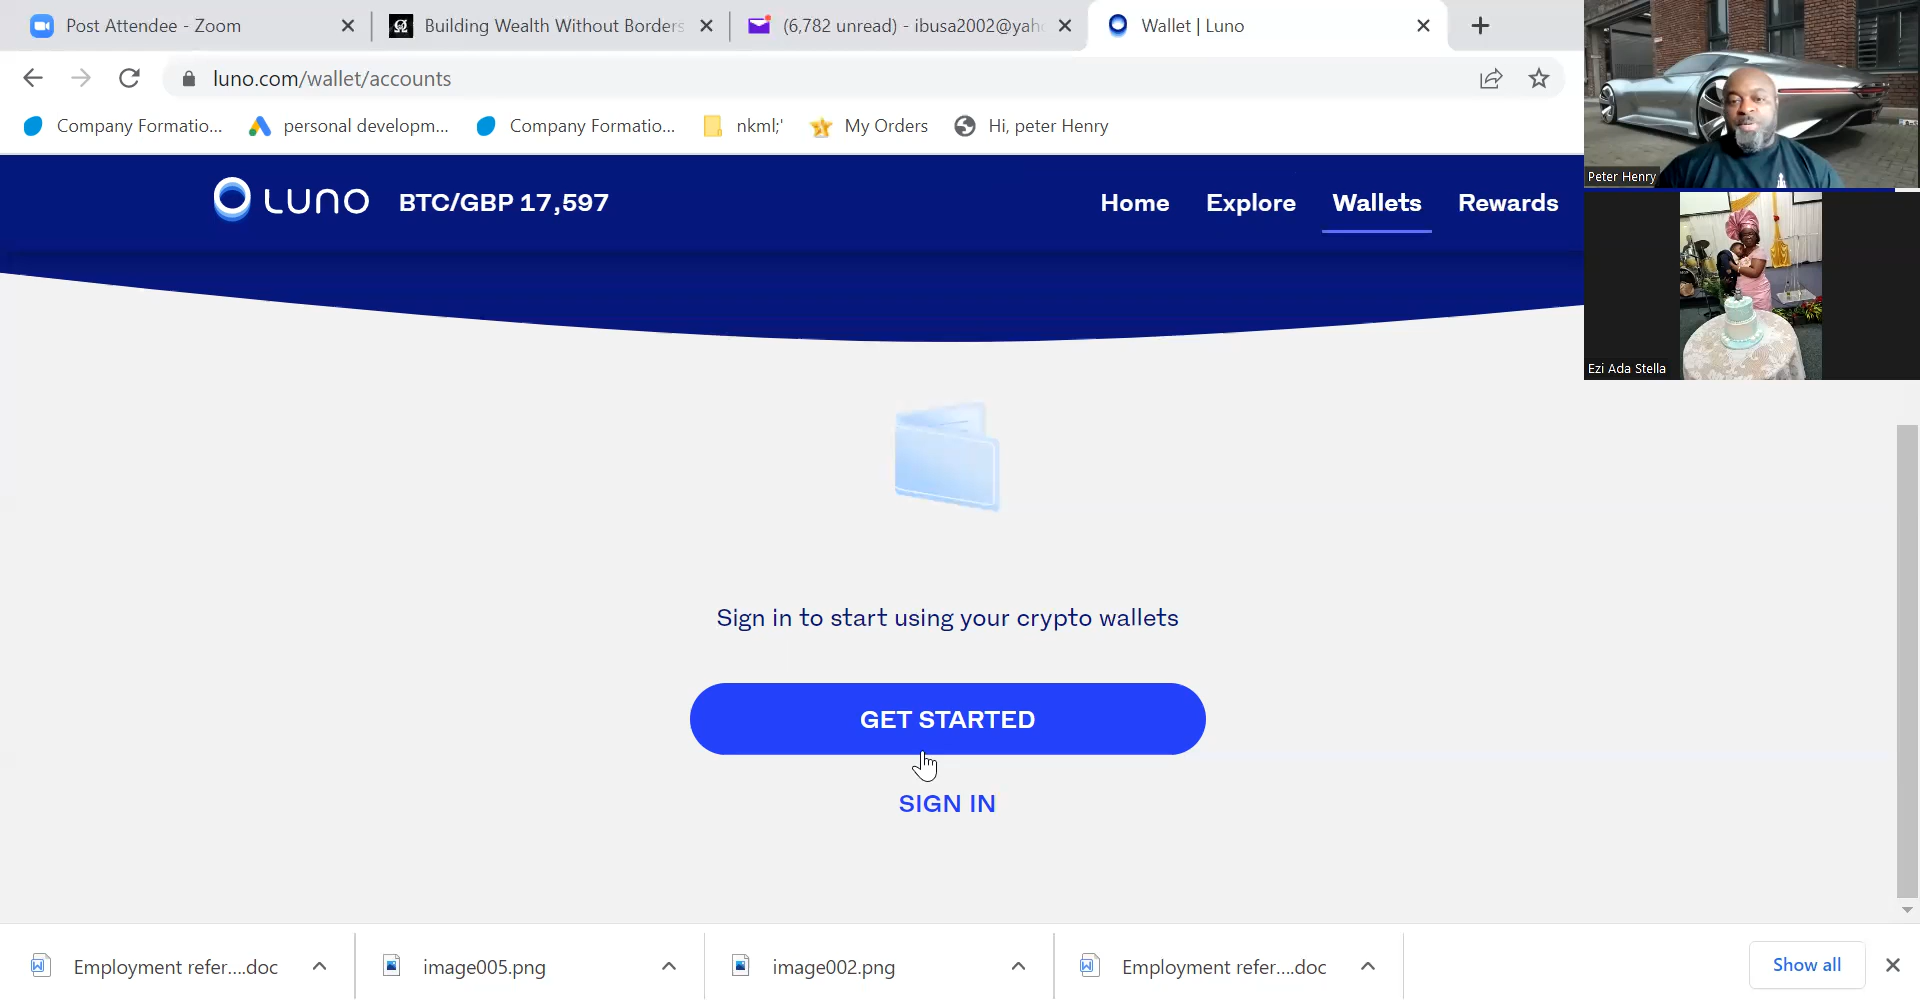 Post Attendee - Zoom
Building Wealth Without Borders
(6,782 unread) - ibusa2002@yah
Wallet | Luno
luno.com/wallet/accounts
Company Formatio...
personal developm...
Company Formatio...
nkml;'
My Orders
Hi, peter Henry
LUNO
BTC/GBP 17,597
Home
Explore
Wallets
Rewards
Peter Henry
Ezi Ada Stella
Sign in to start using your crypto wallets
GET STARTED
SIGN IN
Employment refer....doc
image005.png
image002.png
Employment refer....doc
Show all